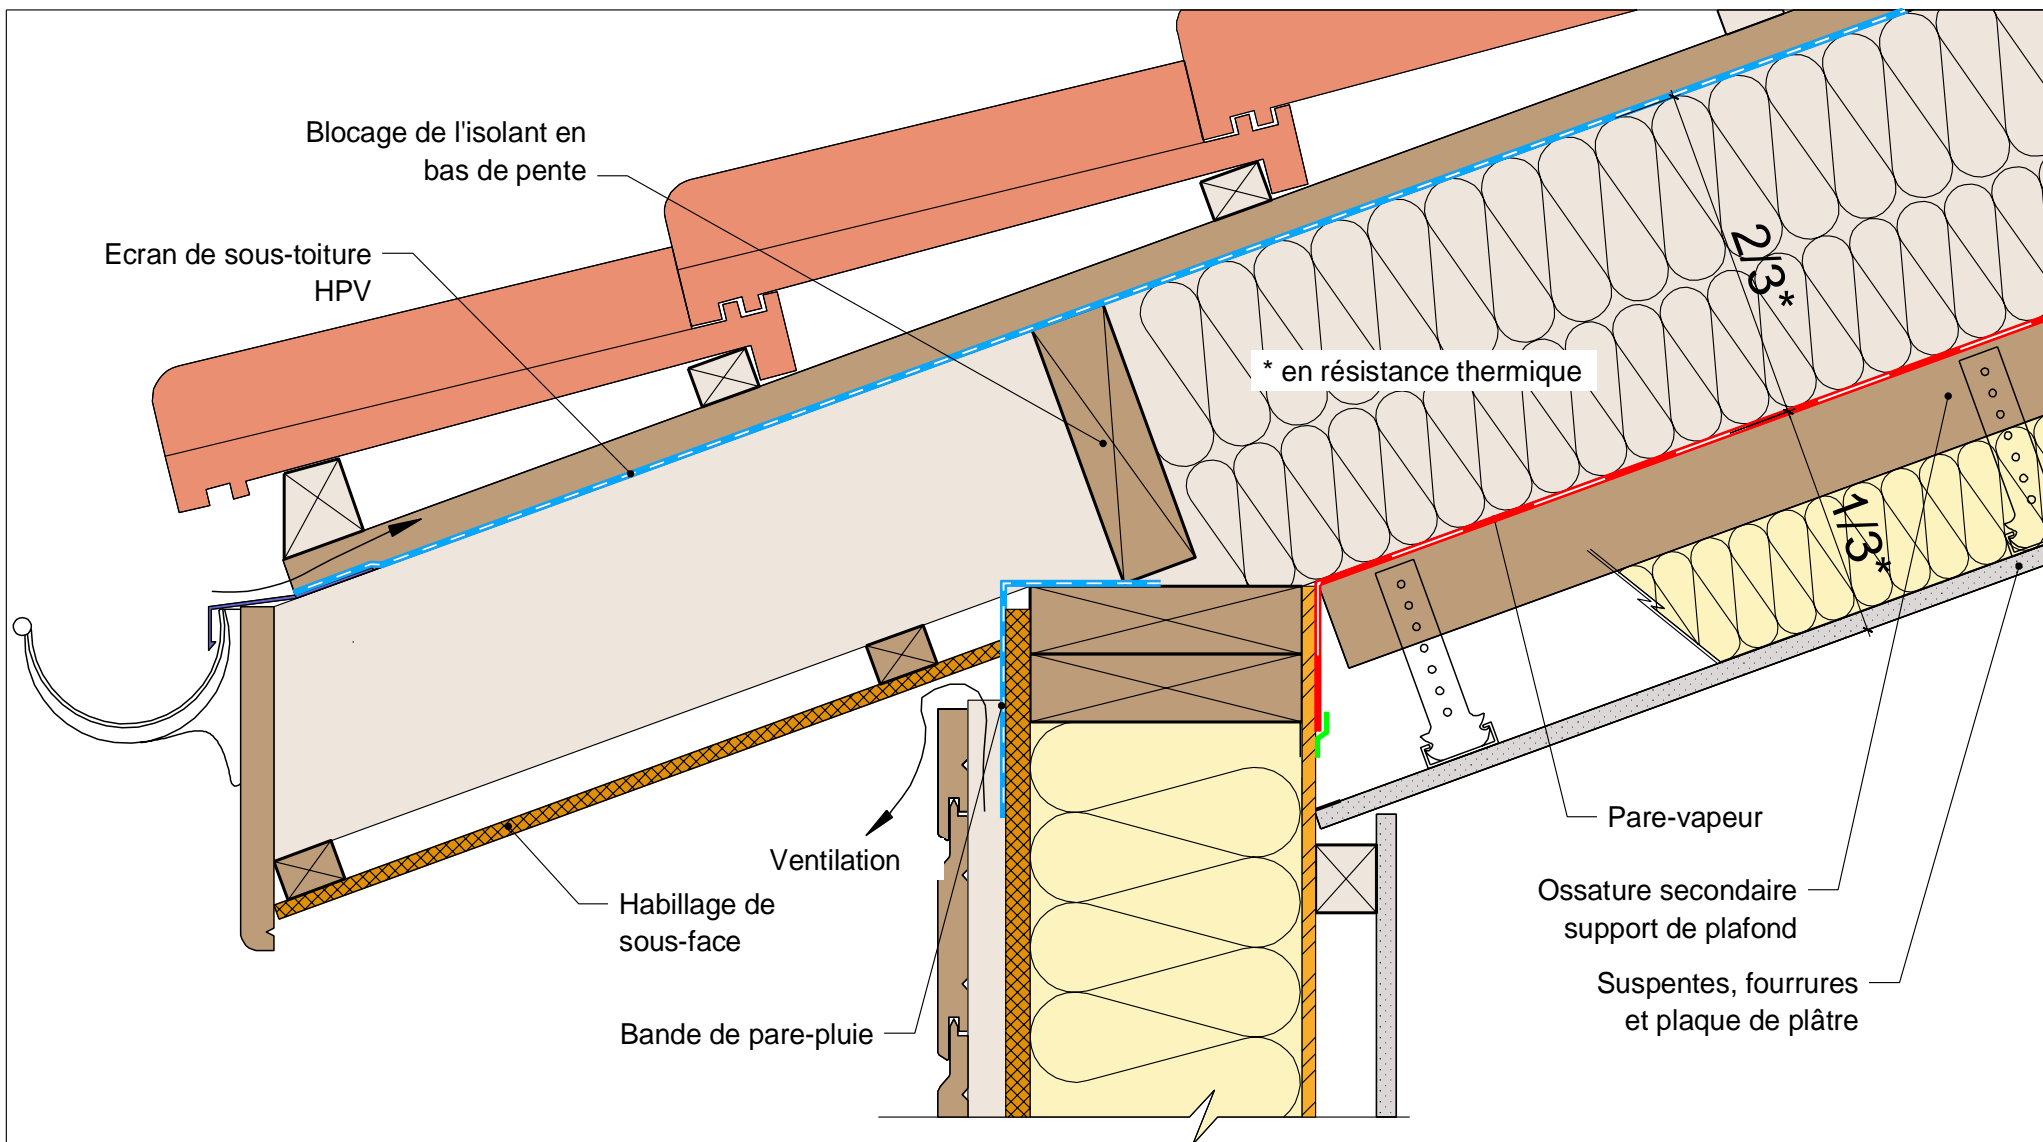 Blocage de l'isolant en
bas de pente
Ecran de sous-toiture
HPV
2/3*
* en résistance thermique
1/3*
Pare-vapeur
Ventilation
Ossature secondaire
support de plafond
Habillage de
sous-face
Suspentes, fourrures
et plaque de plâtre
Bande de pare-pluie